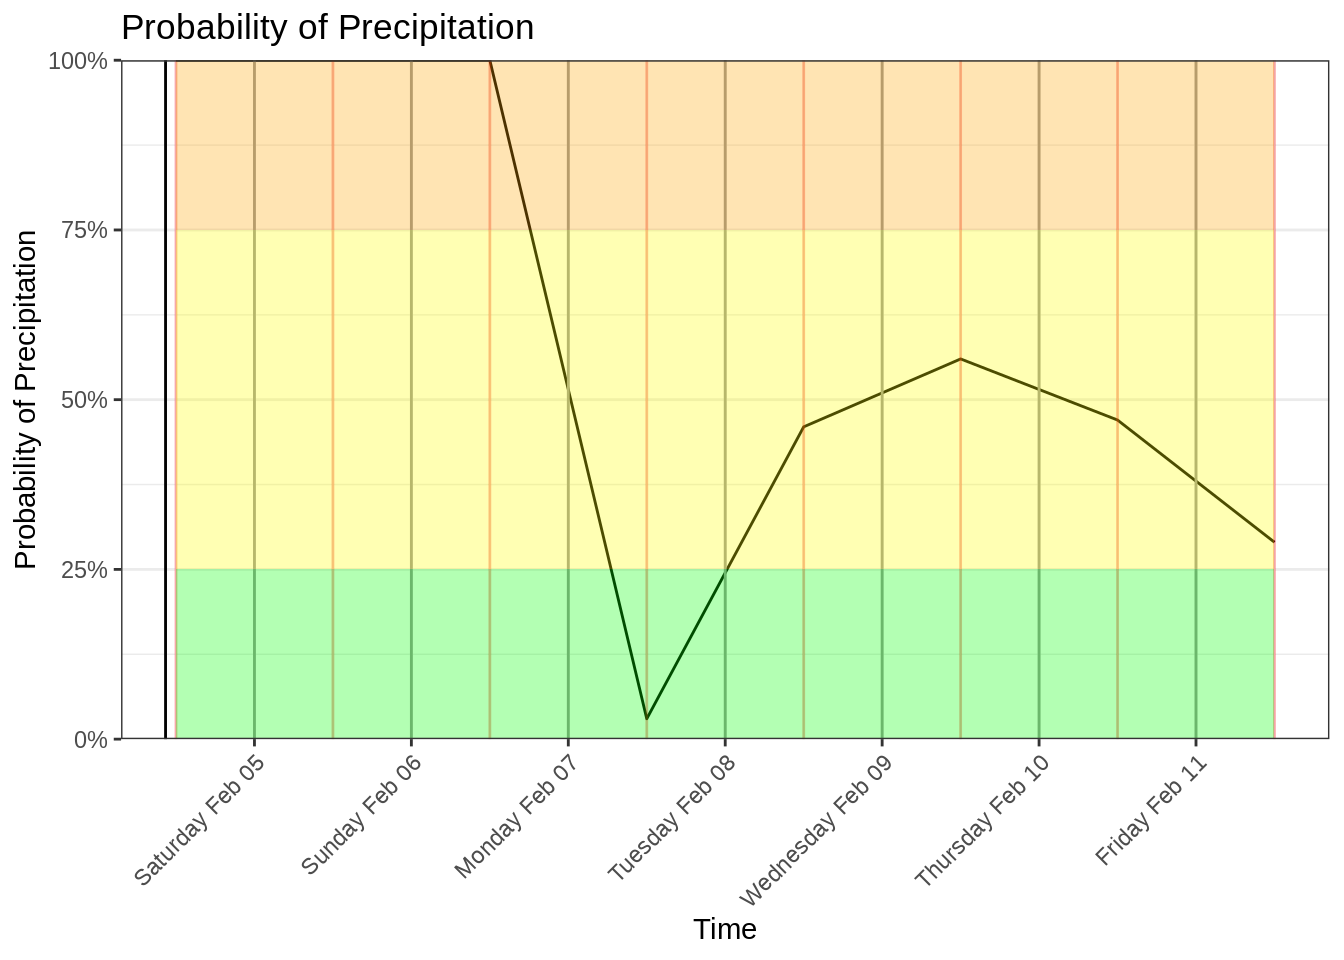 Probability of Precipitation
Probability of Precipitation
100%
75%
50%
25%
0%
Saturday Feb 05
Sunday Feb 06
Monday Feb 07
Tuesday Feb 08
Wednesday Feb 09
Thursday Feb 10
Friday Feb 11
Time